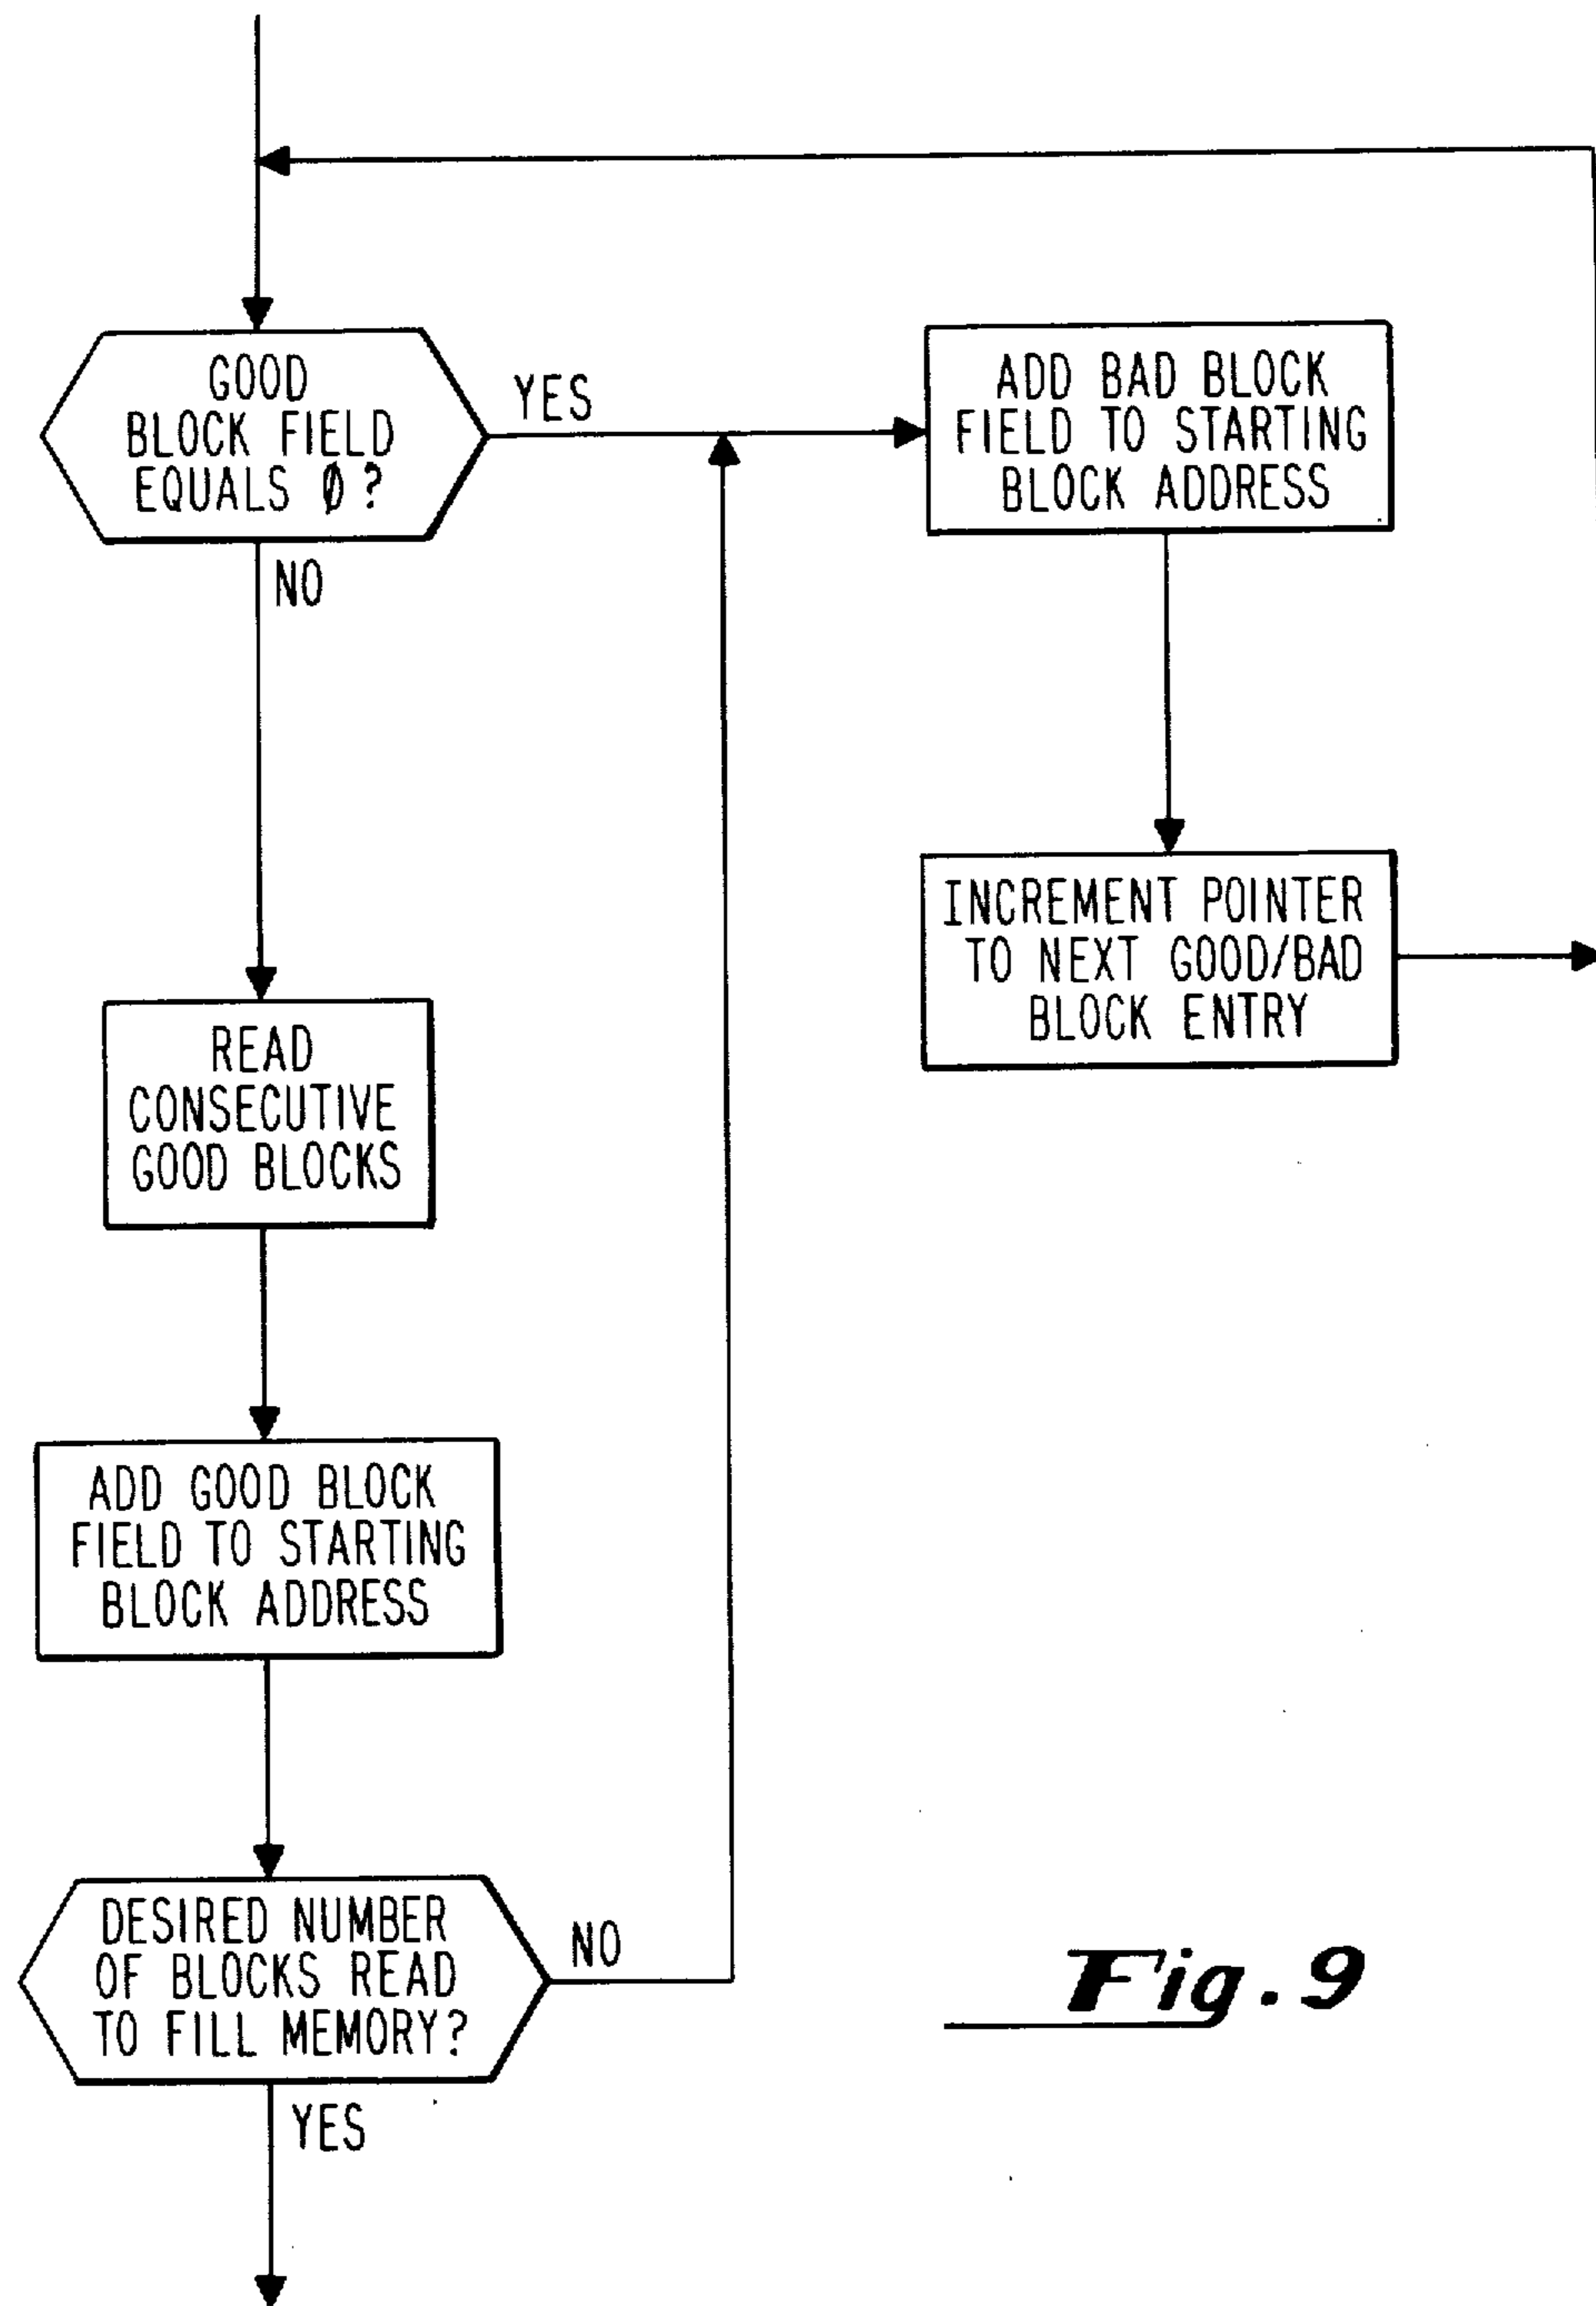 GOOD
BLOCK FIELD
EQUALS Ø?
YES
NO
ADD BAD BLOCK
FIELD TO STARTING
BLOCK ADDRESS
INCREMENT POINTER
TO NEXT GOOD/BAD
BLOCK ENTRY
READ
CONSECUTIVE
GOOD BLOCKS
ADD GOOD BLOCK
FIELD TO STARTING
BLOCK ADDRESS
DESIRED NUMBER
OF BLOCKS READ
TO FILL MEMORY?
NO
YES
Fig. 9